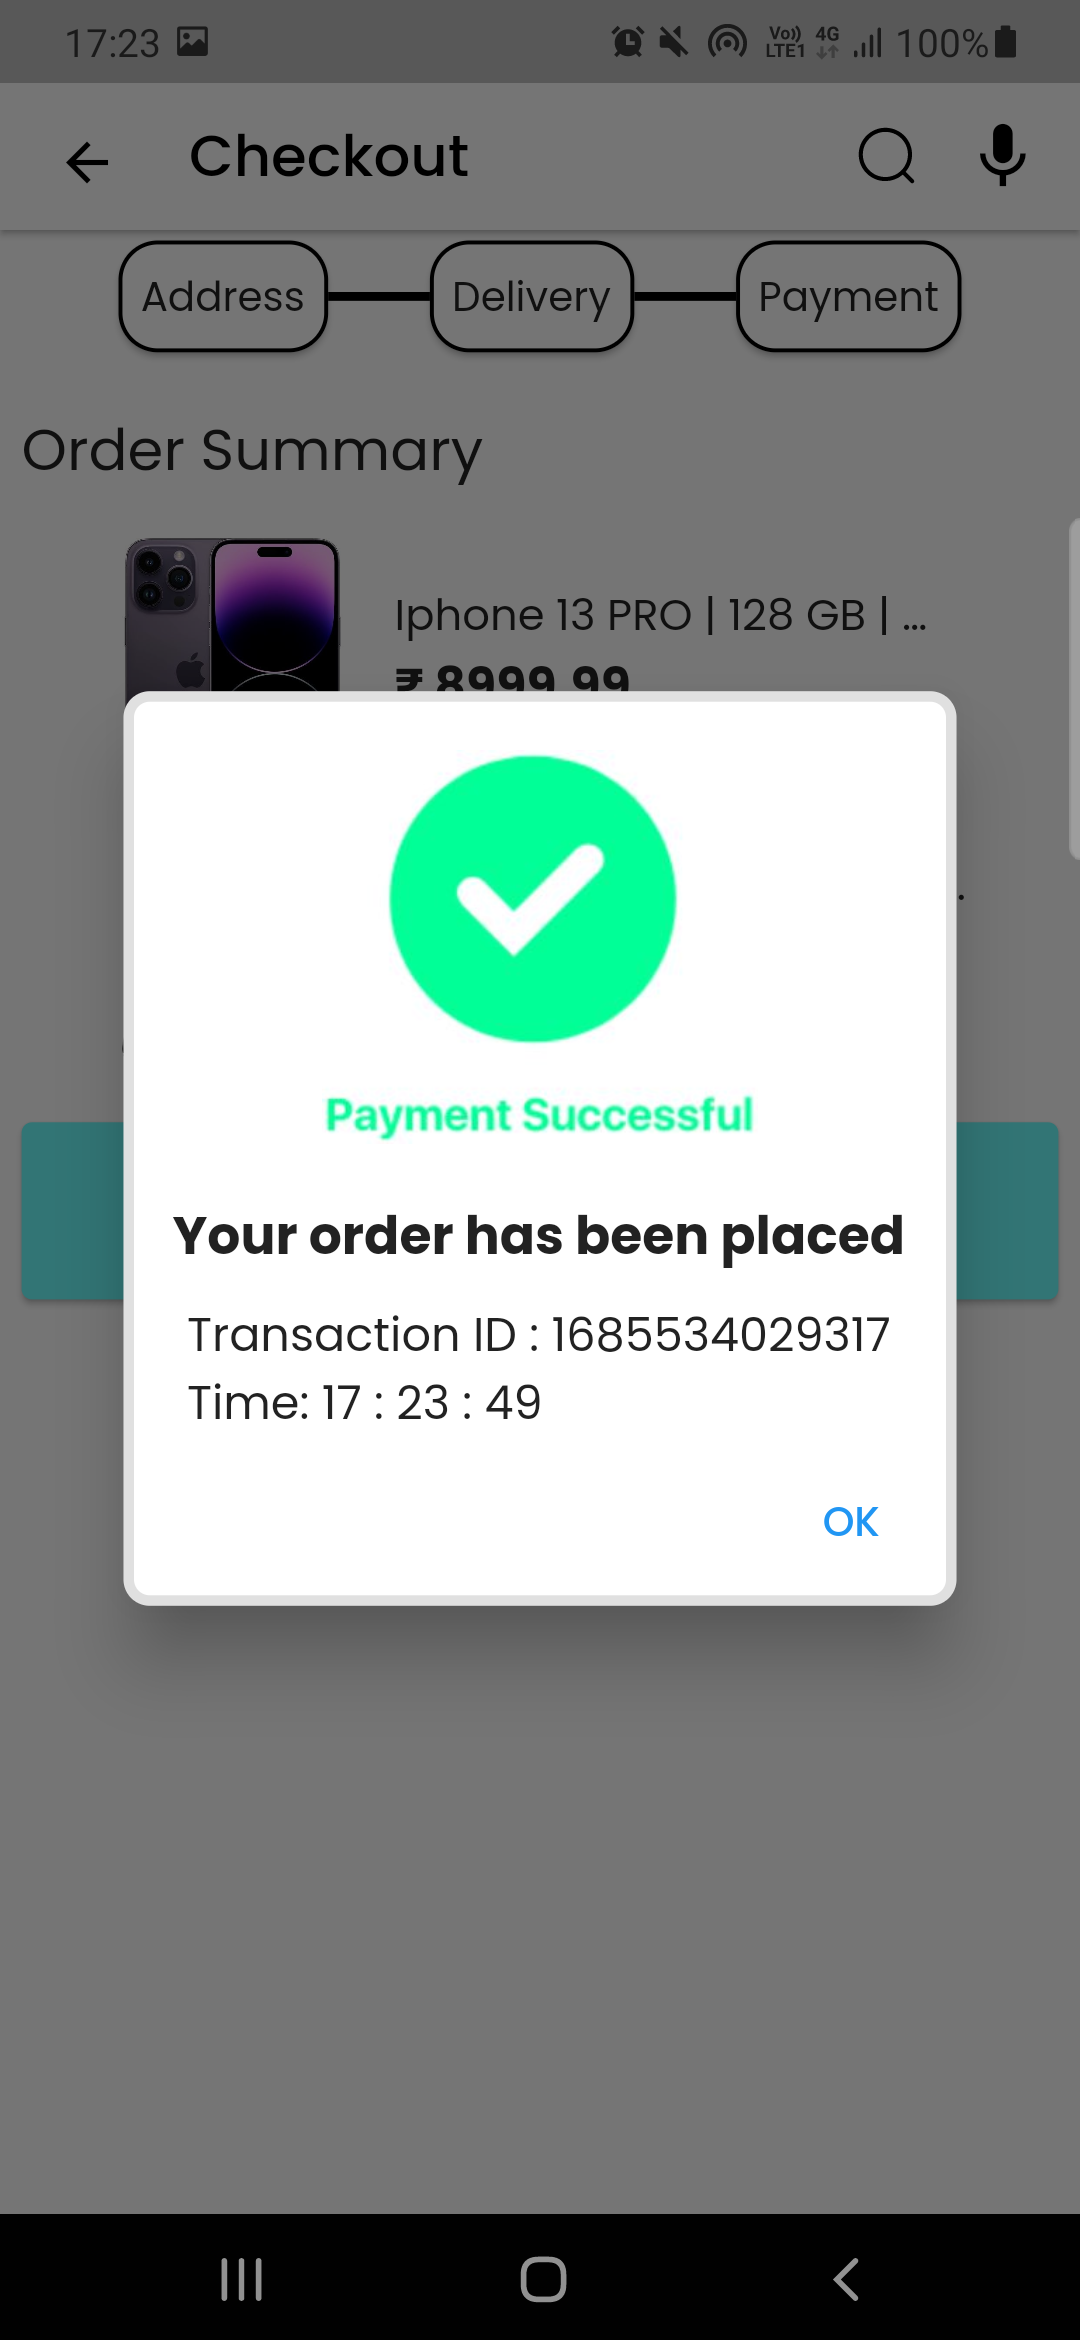 17:23 Vo)) LTE1 4G 100%
Checkout
Address Delivery Payment
Order Summary
Iphone 13 PRO | 128 GB | ...
₹ 8999.99
Payment Successful
Your order has been placed
Transaction ID : 1685534029317
Time: 17 : 23 : 49
OK